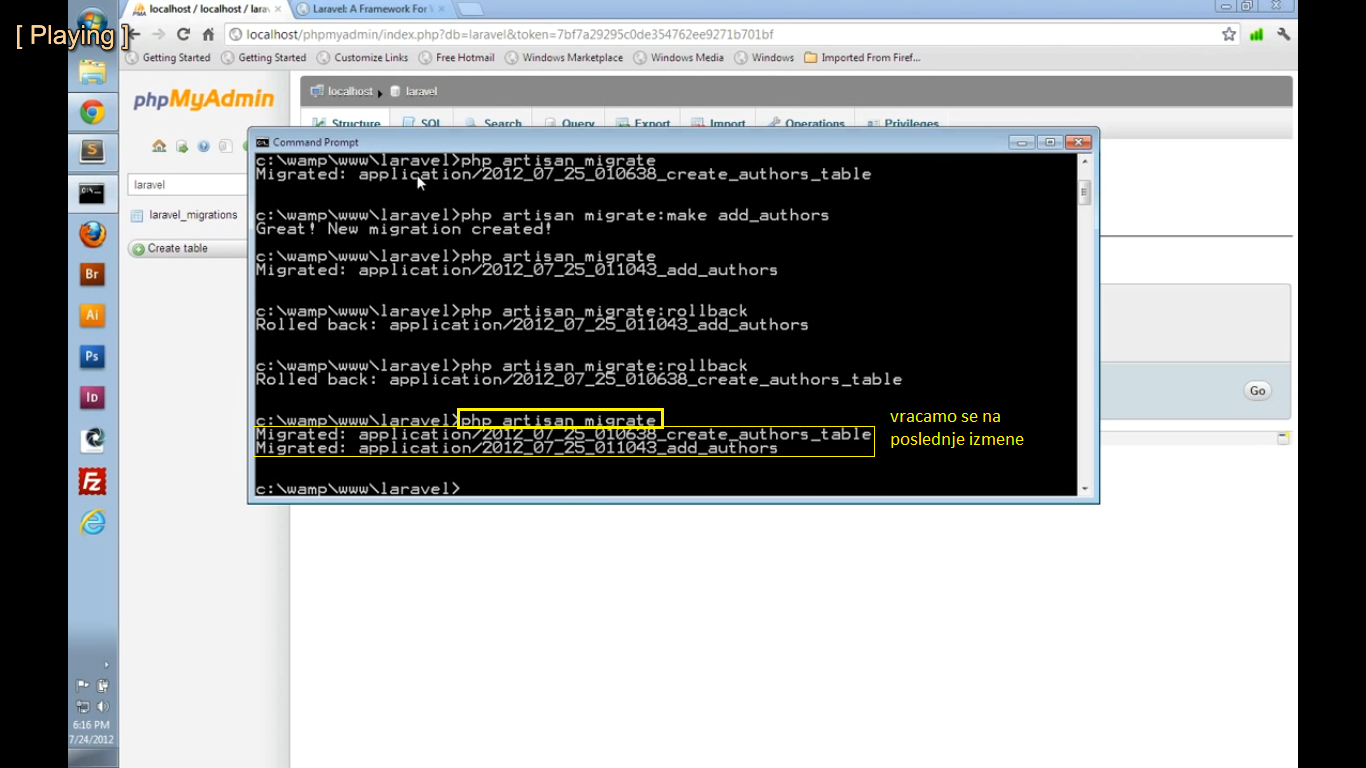 localhost / localhost / larav
Laravel: A Framework For
[ Playing ]
localhost/phpmyadmin/index.php?db=laravel&token=7bf7a29295c0de354762ee9271b701bf
Getting Started Getting Started Customize Links Free Hotmail Windows Marketplace Windows Media Windows Imported From Firef...
phpMyAdmin
localhost laravel
Structure SQL Search Query Export Import Operations Privileges
laravel
laravel_migrations
Create table
Command Prompt
c:\wamp\www\laravel>php artisan migrate
Migrated: application/2012_07_25_010638_create_authors_table
c:\wamp\www\laravel>php artisan migrate:make add_authors
Great! New migration created!
c:\wamp\www\laravel>php artisan migrate
Migrated: application/2012_07_25_011043_add_authors
c:\wamp\www\laravel>php artisan migrate:rollback
Rolled back: application/2012_07_25_011043_add_authors
c:\wamp\www\laravel>php artisan migrate:rollback
Rolled back: application/2012_07_25_010638_create_authors_table
c:\wamp\www\laravel>php artisan migrate
Migrated: application/2012_07_25_010638_create_authors_table
Migrated: application/2012_07_25_011043_add_authors
c:\wamp\www\laravel>
vracamo se na
poslednje izmene
Go
Br
Ai
Ps
Id
Fz
6:16 PM
7/24/2012